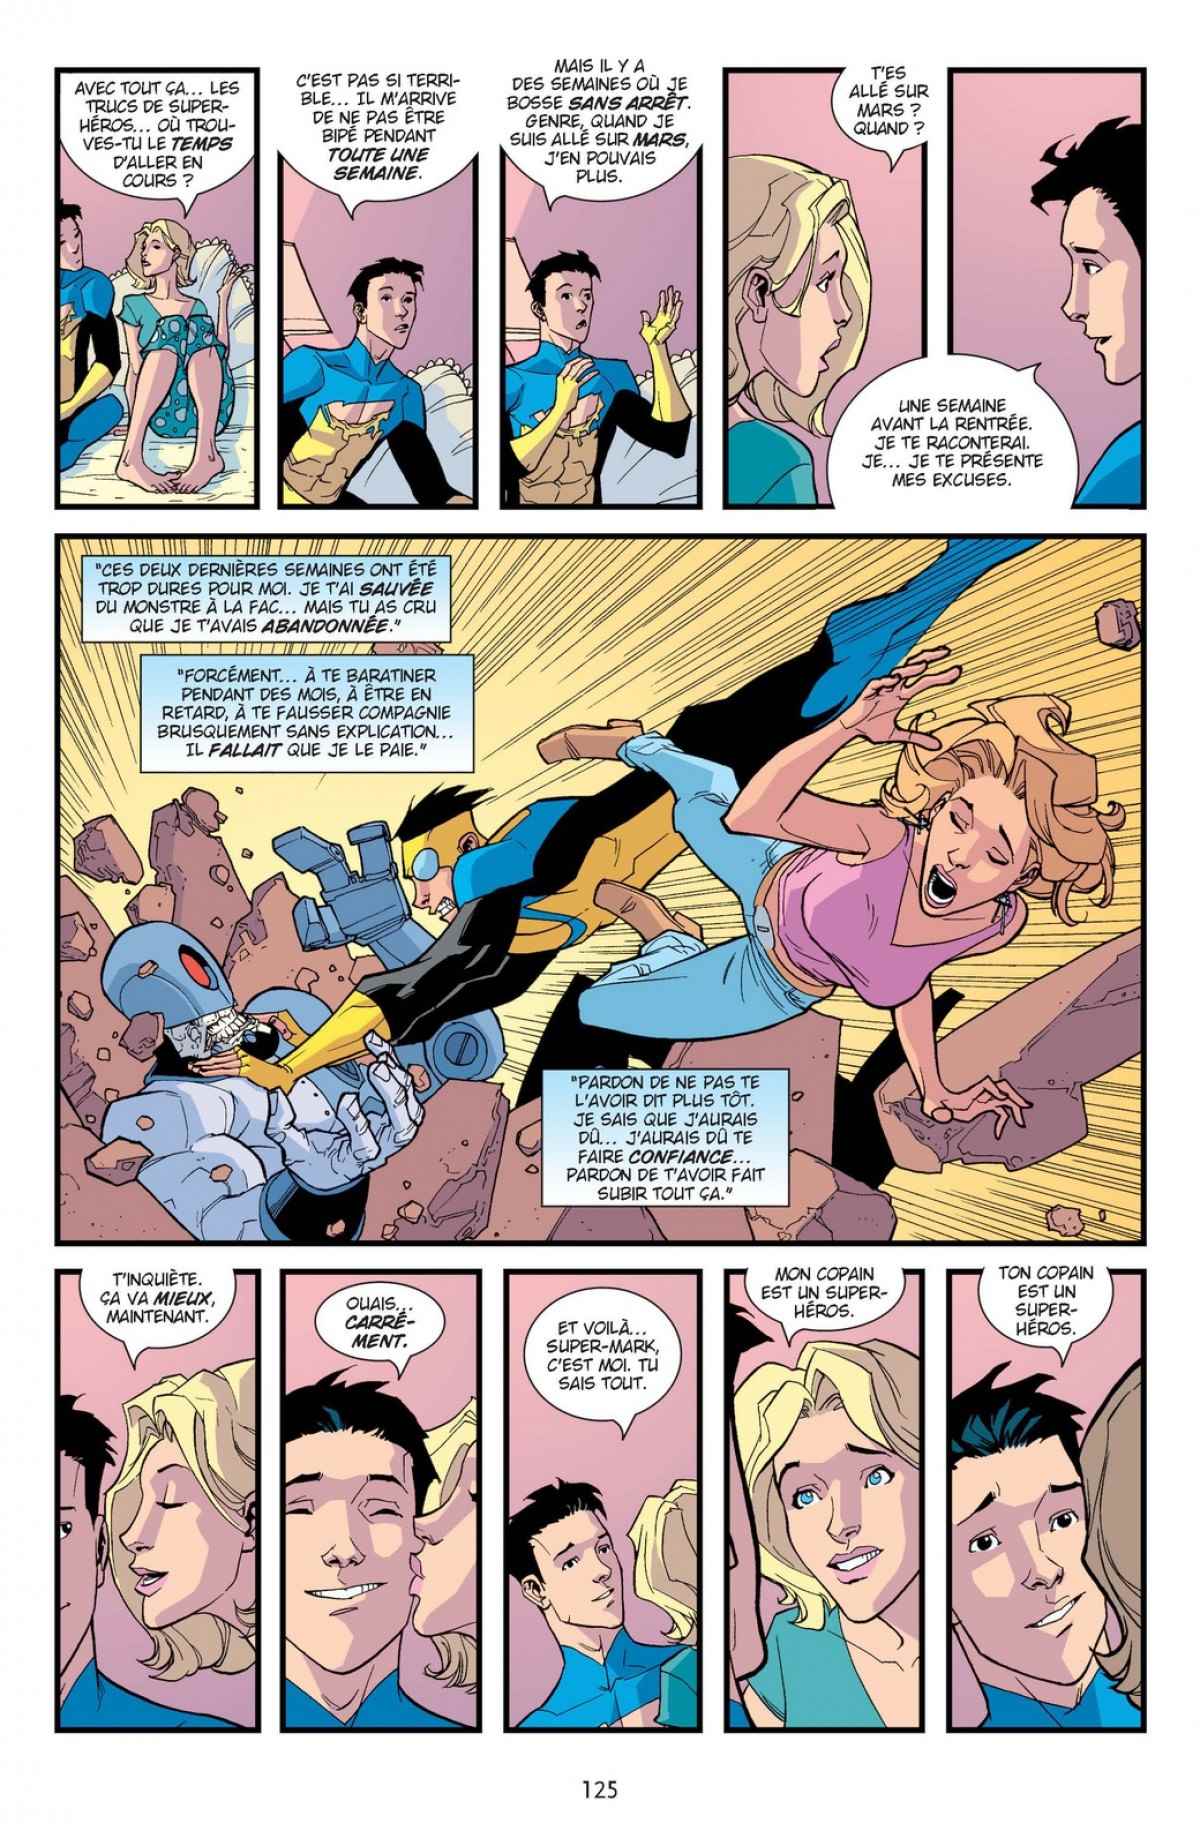 AVEC TOUT ÇA... LES
TRUCS DE SUPER-
HÉROS... OÙ TROU-
VES-TU LE TEMPS
D'ALLER EN
COURS ?
C'EST PAS SI TERRI-
BLE... IL M'ARRIVE
DE NE PAS ÊTRE
BIPÉ PENDANT
TOUTE UNE
SEMAINE.
MAIS IL Y A
DES SEMAINES OÙ JE
BOSSE SANS ARRÊT.
GENRE, QUAND JE
SUIS ALLÉ SUR MARS,
J'EN POUVAIS
PLUS.
T'ES
ALLÉ SUR
MARS ?
QUAND ?
UNE SEMAINE
AVANT LA RENTRÉE.
JE TE RACONTERAI.
JE... JE TE PRÉSENTE
MES EXCUSES.
"CES DEUX DERNIÈRES SEMAINES ONT ÉTÉ
TROP DURES POUR MOI. JE T'AI SAUVÉE
DU MONSTRE À LA FAC... MAIS TU AS CRU
QUE JE T'AVAIS ABANDONNÉE."
"FORCÉMENT... À TE BARATINER
PENDANT DES MOIS, À ÊTRE EN
RETARD, À TE FAUSSER COMPAGNIE
BRUSQUEMENT SANS EXPLICATION...
IL FALLAIT QUE JE LE PAIE."
"PARDON DE NE PAS TE
L'AVOIR DIT PLUS TÔT.
JE SAIS QUE J'AURAIS
DÛ... J'AURAIS DÛ TE
FAIRE CONFIANCE...
PARDON DE T'AVOIR FAIT
SUBIR TOUT ÇA."
T'INQUIÈTE.
ÇA VA MIEUX,
MAINTENANT.
OUAIS...
CARRÉ-
MENT.
ET VOILÀ...
SUPER-MARK,
C'EST MOI. TU
SAIS TOUT.
MON COPAIN
EST UN SUPER-
HÉROS.
TON COPAIN
EST UN
SUPER-
HÉROS.
125